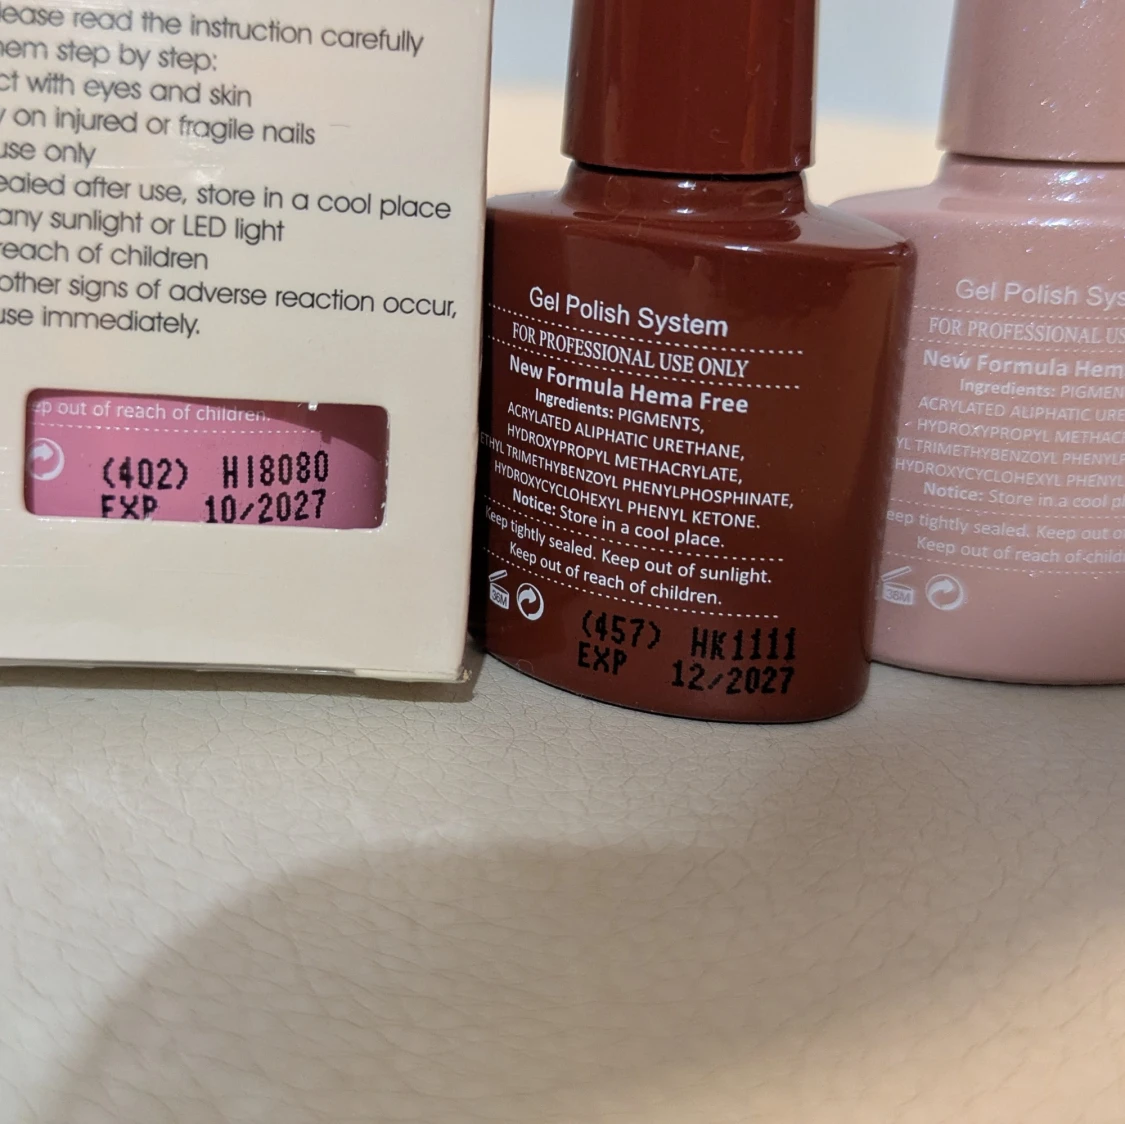 lease read the instruction carefully
hem step by step:
ct with eyes and skin
y on injured or fragile nails
use only
ealed after use, store in a cool place
any sunlight or LED light
reach of children
other signs of adverse reaction occur,
use immediately.
ep out of reach of children.
(402) HI8080
EXP 10/2027
Gel Polish System
FOR PROFESSIONAL USE ONLY
New Formula Hema Free
Ingredients: PIGMENTS,
ACRYLATED ALIPHATIC URETHANE,
HYDROXYPROPYL METHACRYLATE,
ETHYL TRIMETHYBENZOYL PHENYLPHOSPHINATE,
HYDROXYCYCLOHEXYL PHENYL KETONE.
Notice: Store in a cool place.
Keep tightly sealed. Keep out of sunlight.
Keep out of reach of children.
36M
(457) HK1111
EXP 12/2027
Gel Polish Sys
FOR PROFESSIONAL US
New Formula Hem
Ingredients: PIGMEN
ACRYLATED ALIPHATIC URE
HYDROXYPROPYL METHAC
YL TRIMETHYBENZOYL PHENYLP
HYDROXYCYCLOHEXYL PHENYL
Notice: Store in a cool pl
eep tightly sealed. Keep out o
Keep out of reach of child
36M